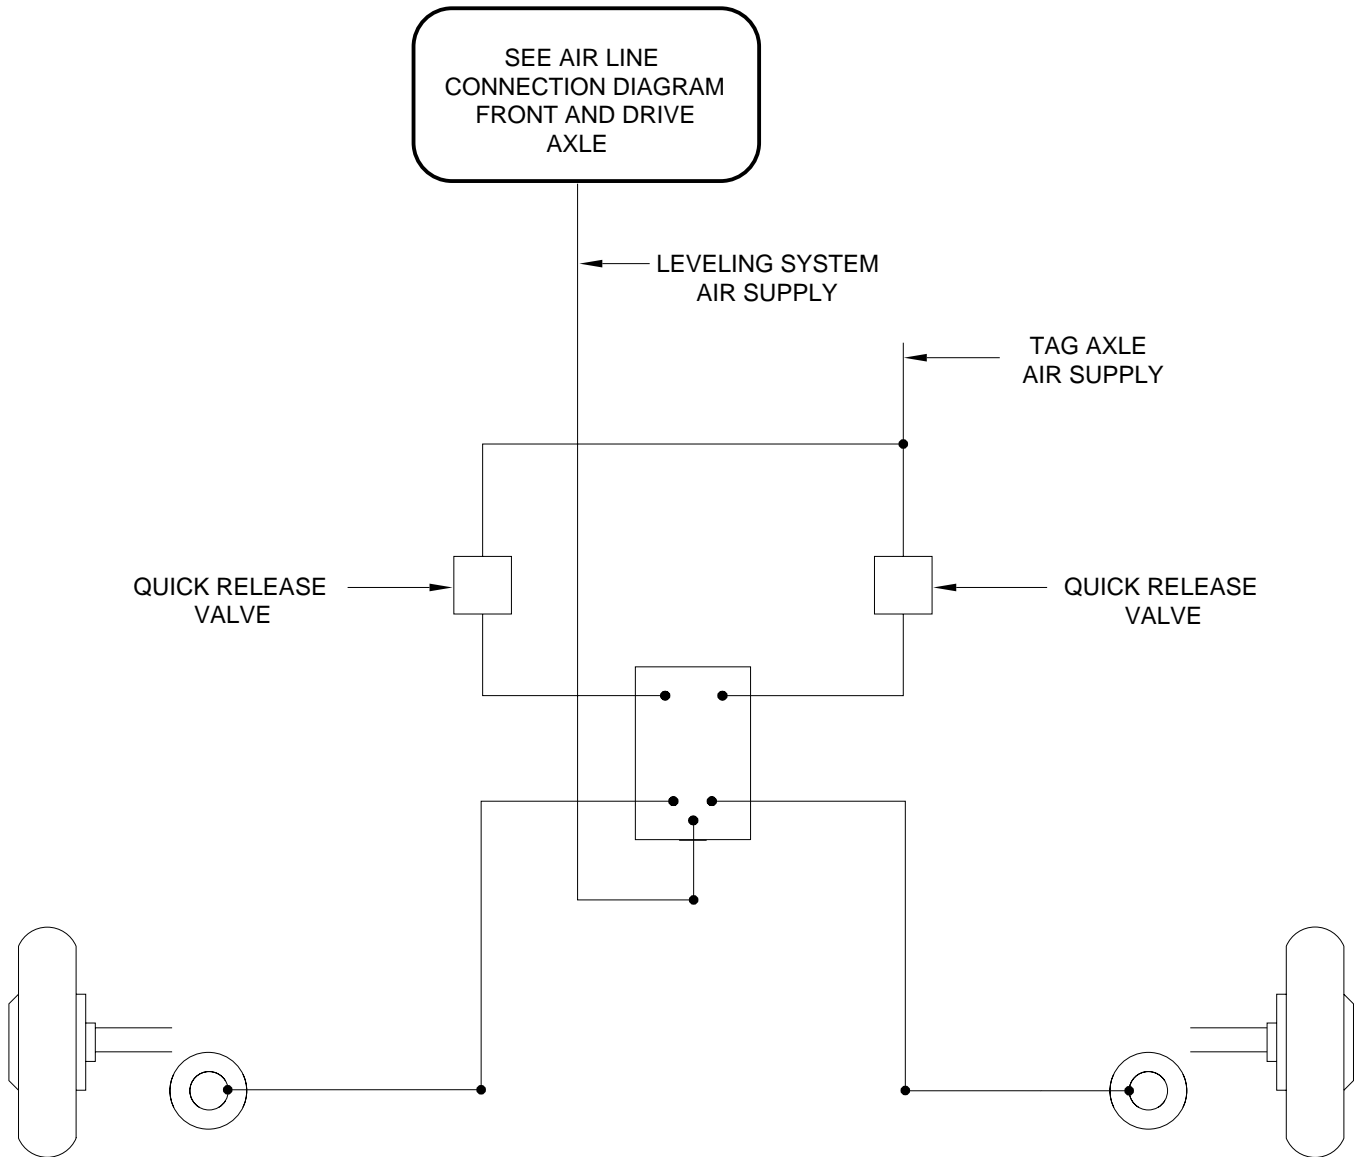 SEE AIR LINE
CONNECTION DIAGRAM
FRONT AND DRIVE
AXLE
LEVELING SYSTEM
AIR SUPPLY
TAG AXLE
AIR SUPPLY
QUICK RELEASE
VALVE
QUICK RELEASE
VALVE